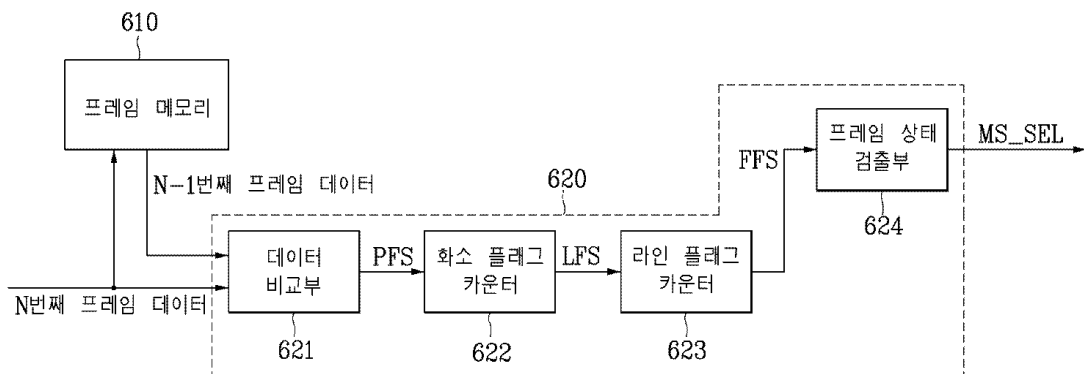 610
프레임 메모리
N-1번째 프레임 데이터
620
프레임 상태
검출부
MS_SEL
FFS
624
데이터
비교부
PFS
화소 플래그
카운터
LFS
라인 플래그
카운터
N번째 프레임 데이터
621
622
623